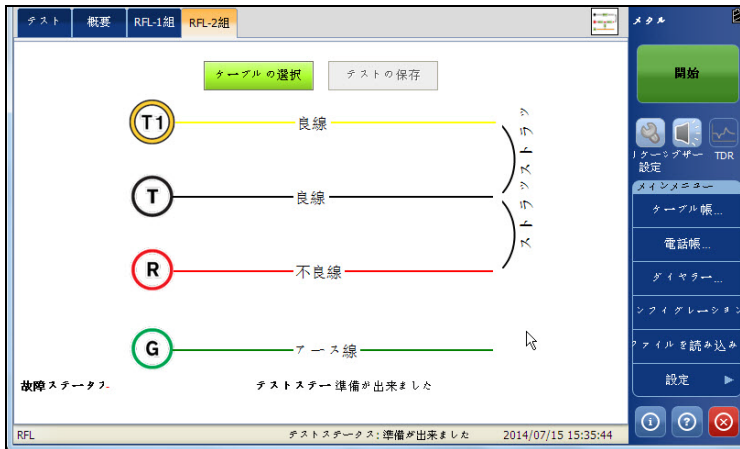 テスト 概要 RFL-1組 RFL-2組
メタル
ケーブルの選択 テストの保存
開始
T1 良線
ストラップ
T 良線
ストラップ
R 不良線
G アース線
TDR
設定
メインメニュー
ケーブル帳...
電話帳...
ダイヤラー...
ンフィグレーション
ファイルを読み込み
設定
故障ステータス テストステー 準備が出来ました
RFL テストステータス: 準備が出来ました 2014/07/15 15:35:44